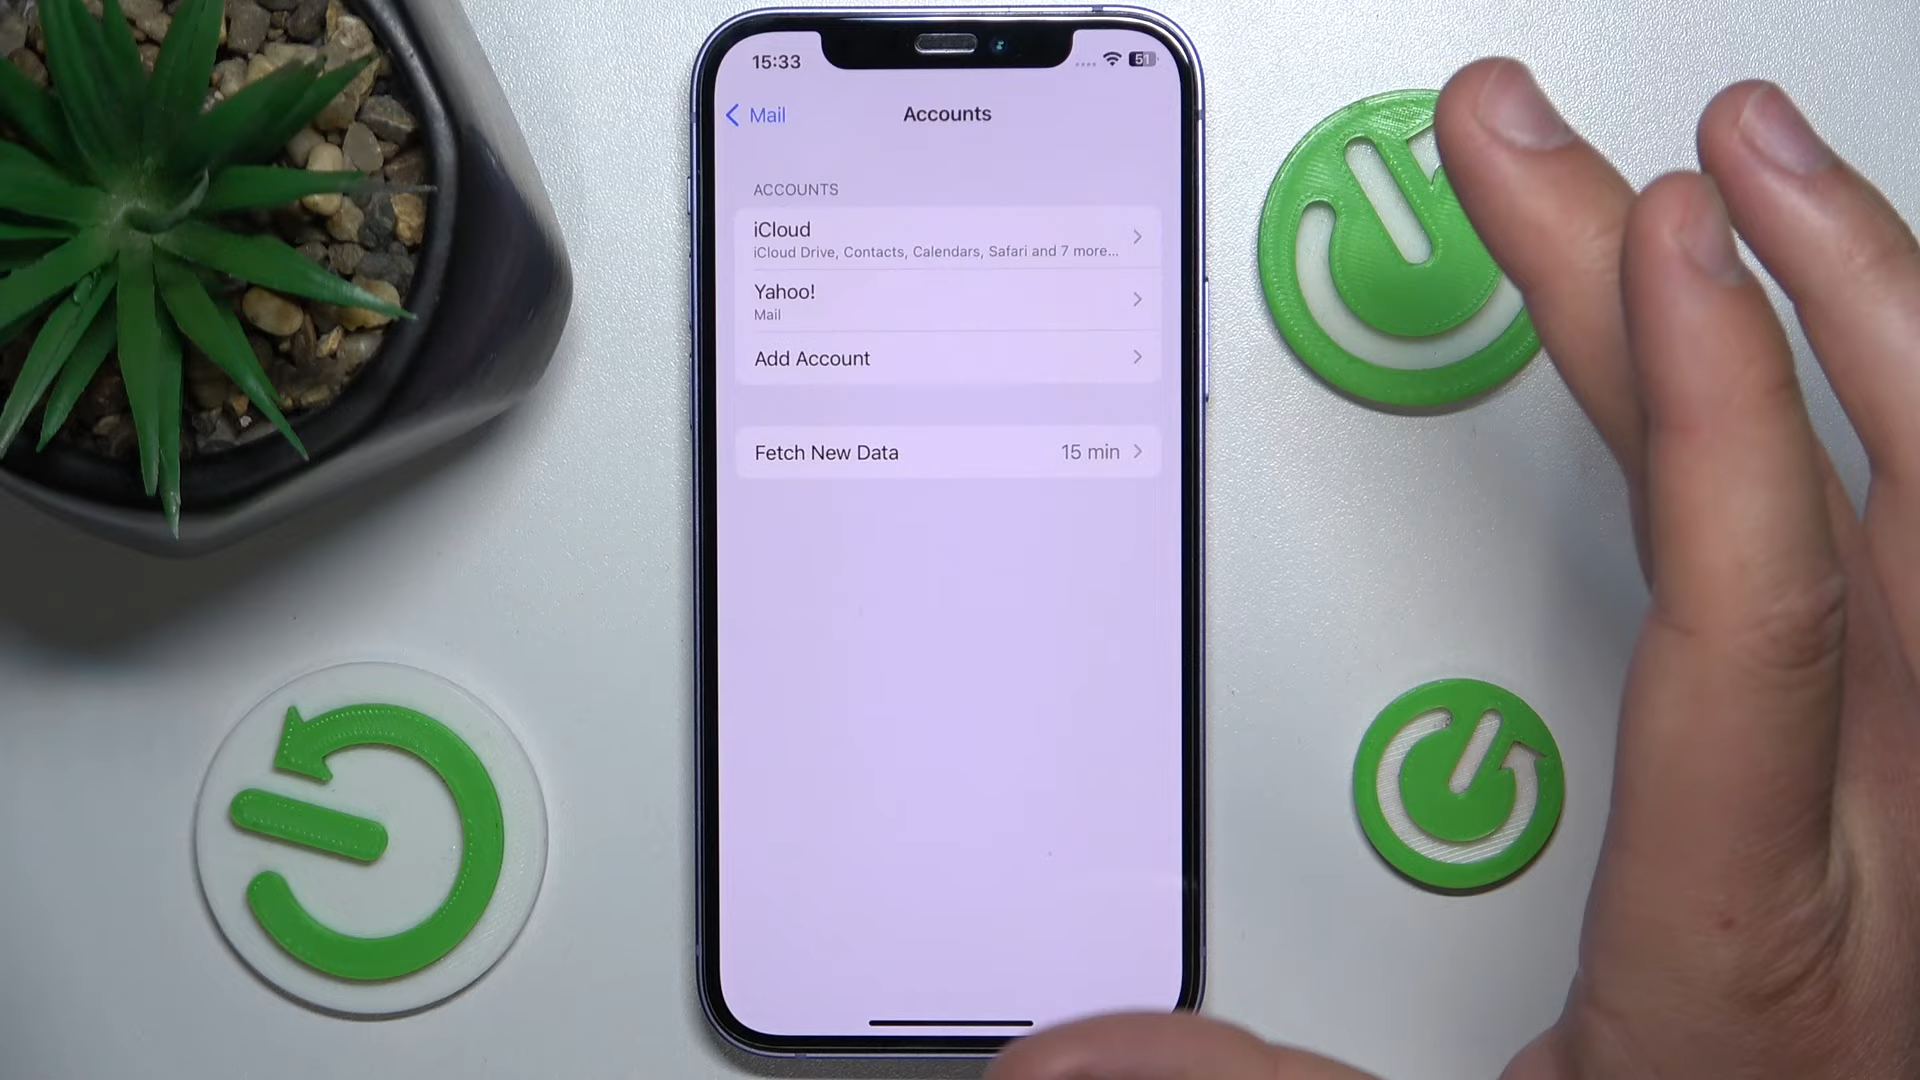 15:33
51
Mail
Accounts
ACCOUNTS
iCloud
iCloud Drive, Contacts, Calendars, Safari and 7 more...
Yahoo!
Mail
Add Account
Fetch New Data 15 min